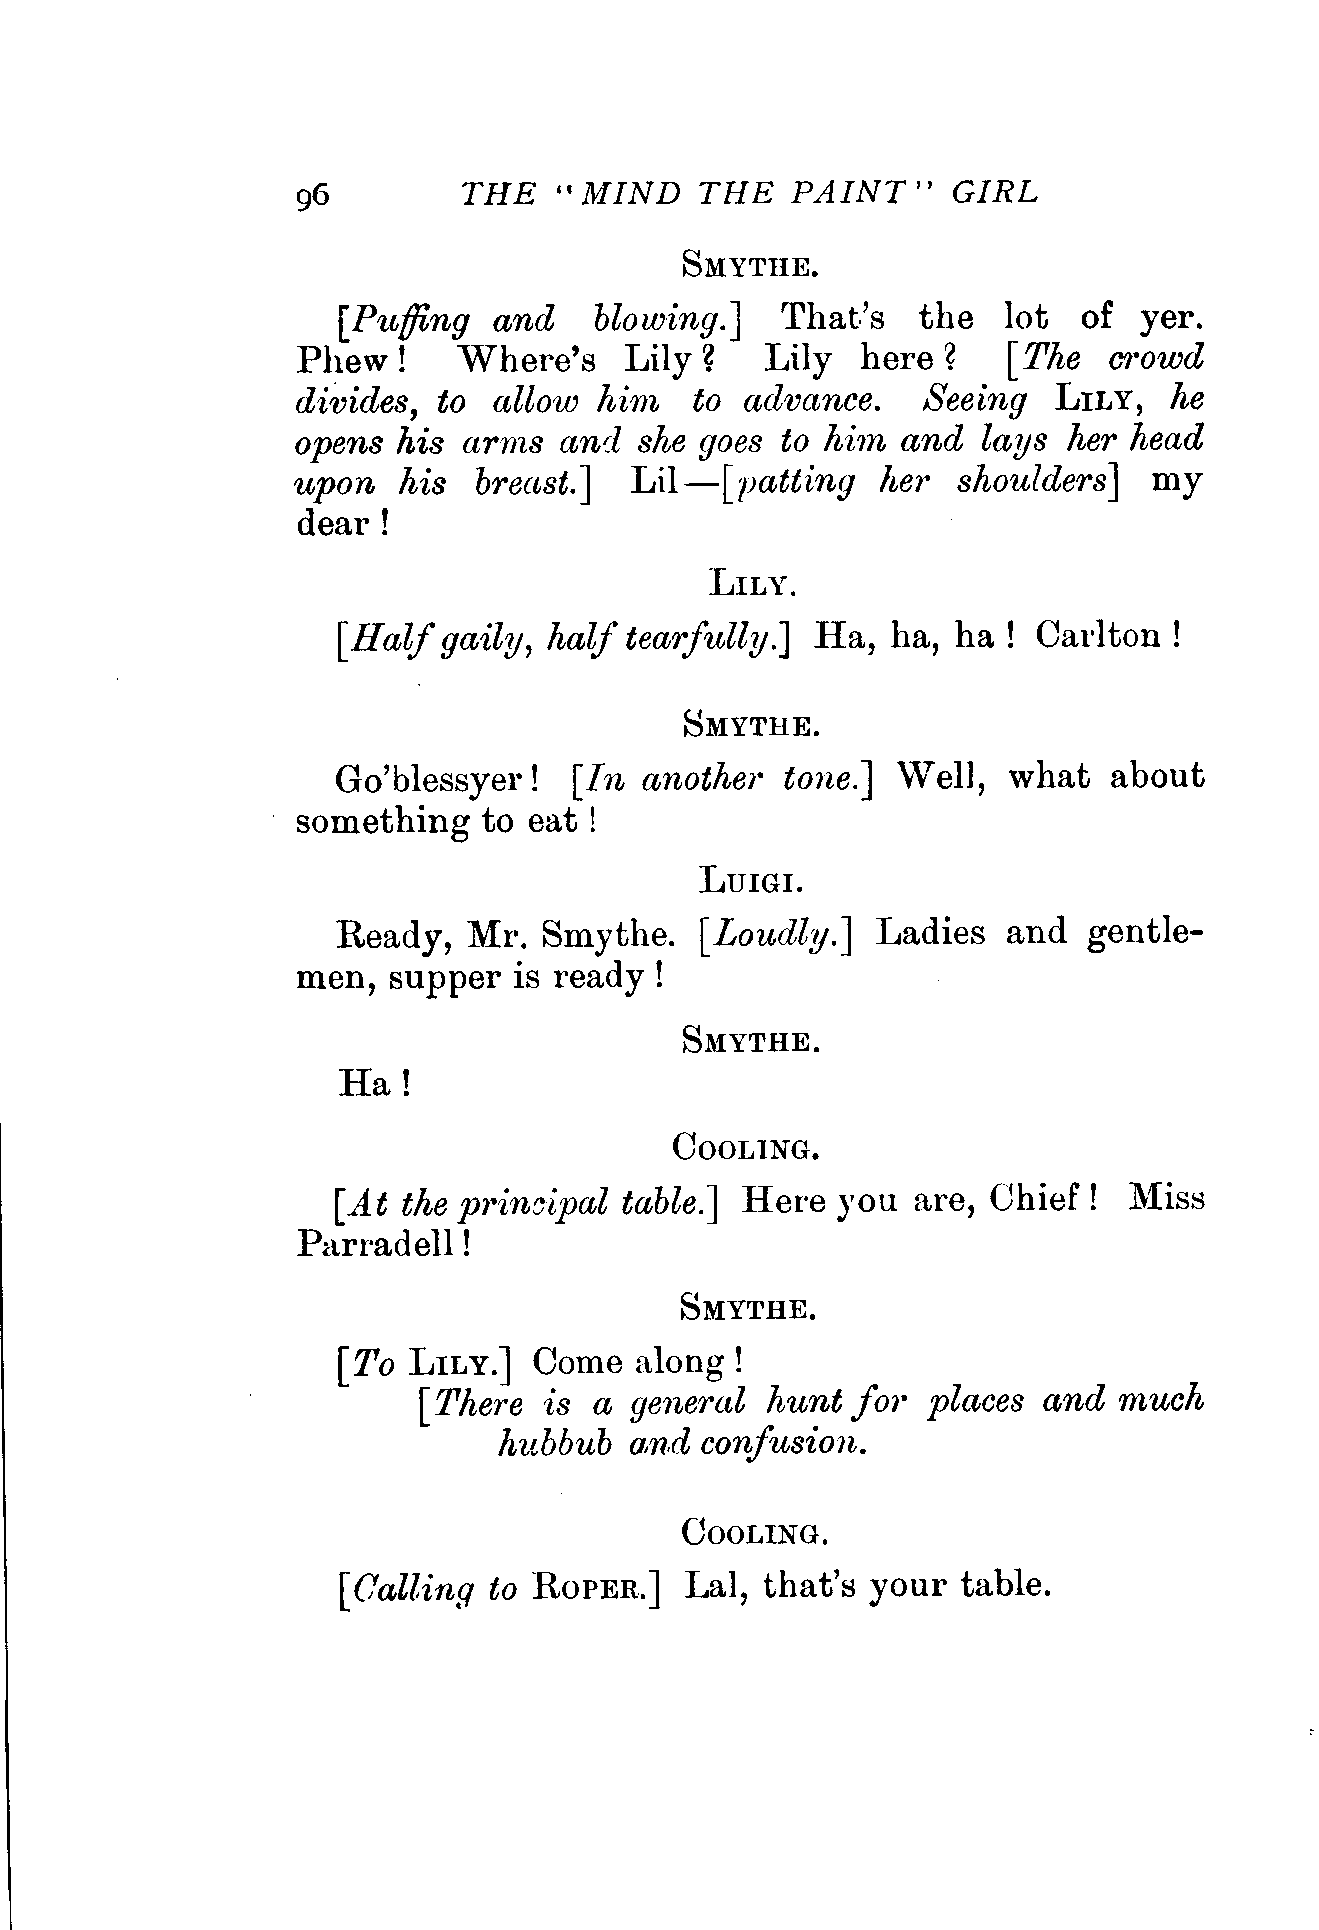 96 THE "MIND THE PAINT" GIRL
SMYTHE.
[Puffing and blowing.] That's the lot of yer.
Phew! Where's Lily? Lily here? [The crowd
divides, to allow him to advance. Seeing LILY, he
opens his arms and she goes to him and lays her head
upon his breast.] Lil—[patting her shoulders] my
dear!
LILY.
[Half gaily, half tearfully.] Ha, ha, ha! Carlton!
SMYTHE.
Go'blessyer! [In another tone.] Well, what about
something to eat!
LUIGI.
Ready, Mr. Smythe. [Loudly.] Ladies and gentle-
men, supper is ready!
SMYTHE.
Ha!
COOLING.
[At the principal table.] Here you are, Chief! Miss
Parradell!
SMYTHE.
[To LILY.] Come along!
[There is a general hunt for places and much
hubbub and confusion.
COOLING.
[Calling to ROPER.] Lal, that's your table.